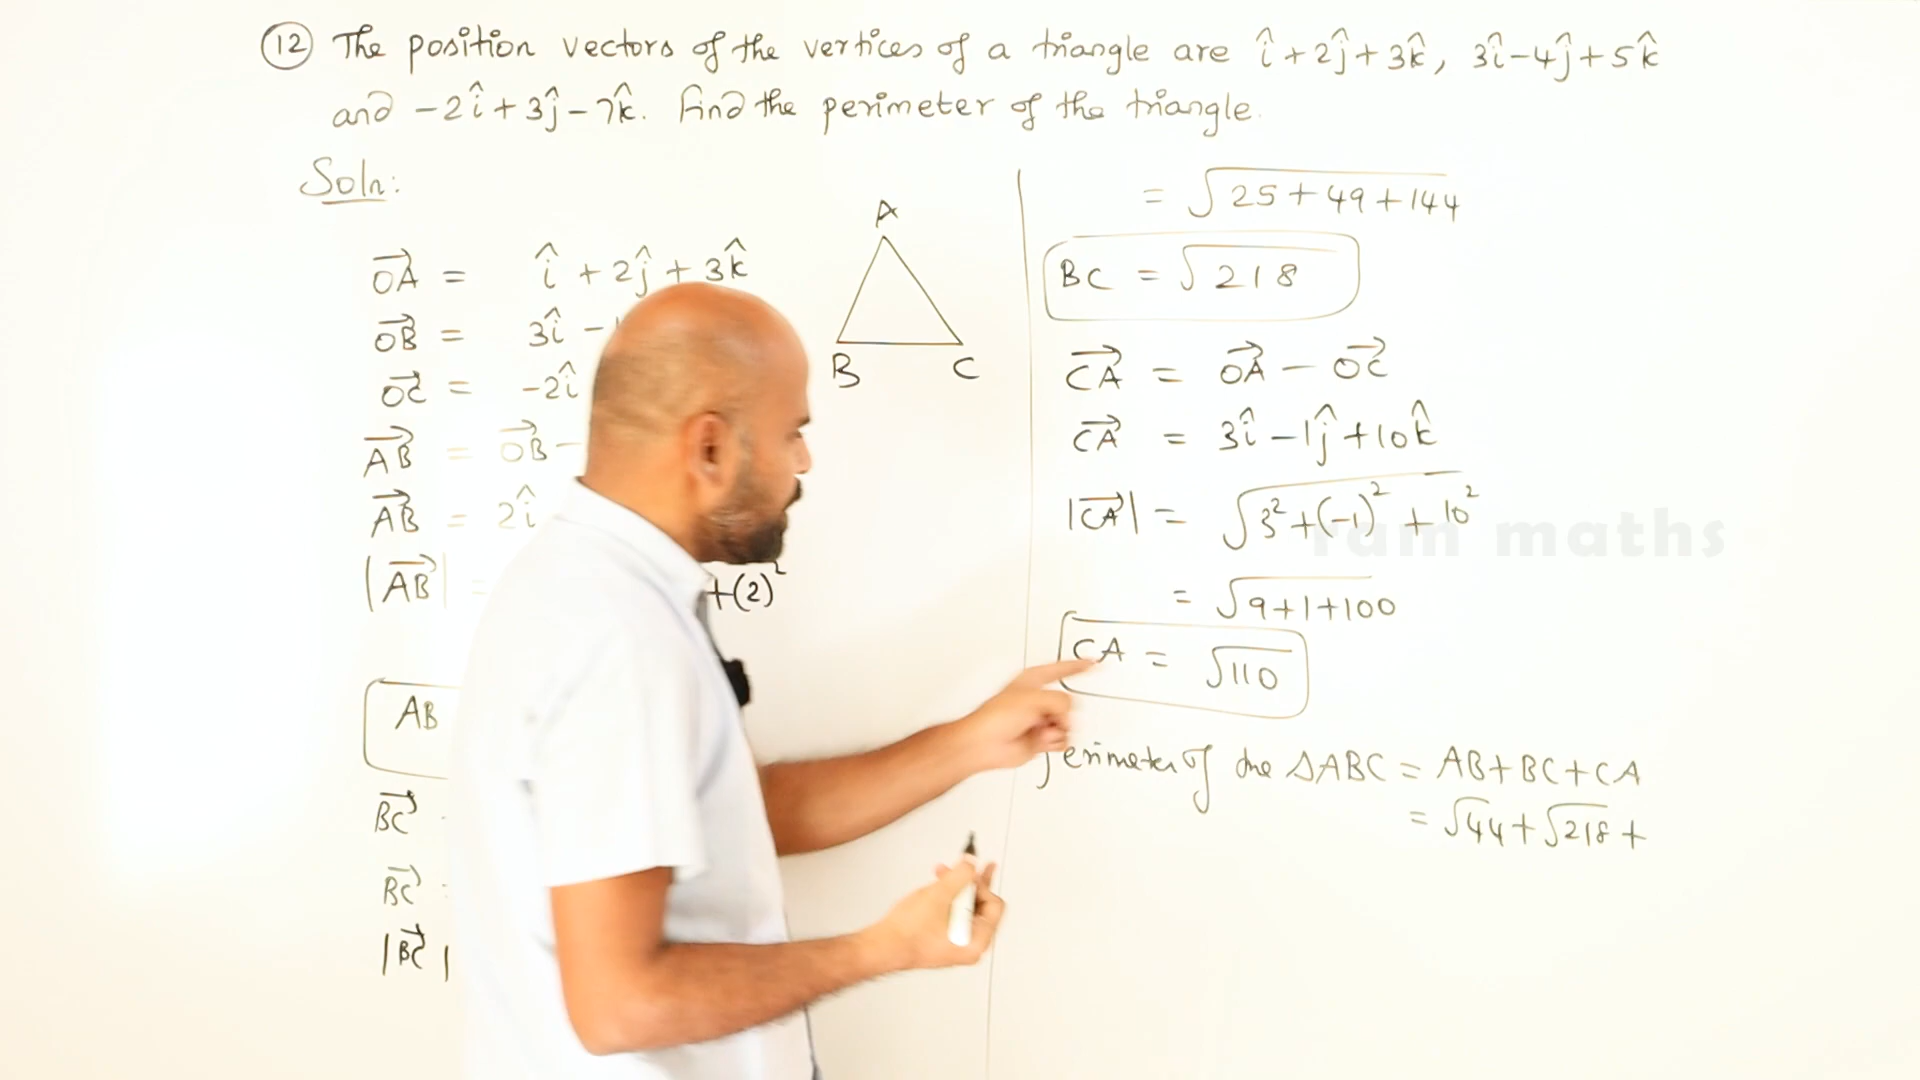 12 The position vectors of the vertices of a triangle are î + 2ĵ + 3k̂, 3î - 4ĵ + 5k̂
and -2î + 3ĵ - 7k̂. Find the perimeter of the triangle.
Soln:
OA⃗ = î + 2ĵ + 3k̂
OB⃗ = 3î -
OC⃗ = -2î
AB⃗ = OB⃗ -
AB⃗ = 2î
|AB⃗| = +(2)²
AB
BC⃗
BC⃗
|BC⃗|
A
B C
= √25 + 49 + 144
BC = √218
CA⃗ = OA⃗ - OC⃗
CA⃗ = 3î - 1ĵ + 10k̂
|CA⃗| = √3² + (-1)² + 10²
= √9 + 1 + 100
CA = √110
erimeter of the ΔABC = AB + BC + CA
= √44 + √218 +
ram maths